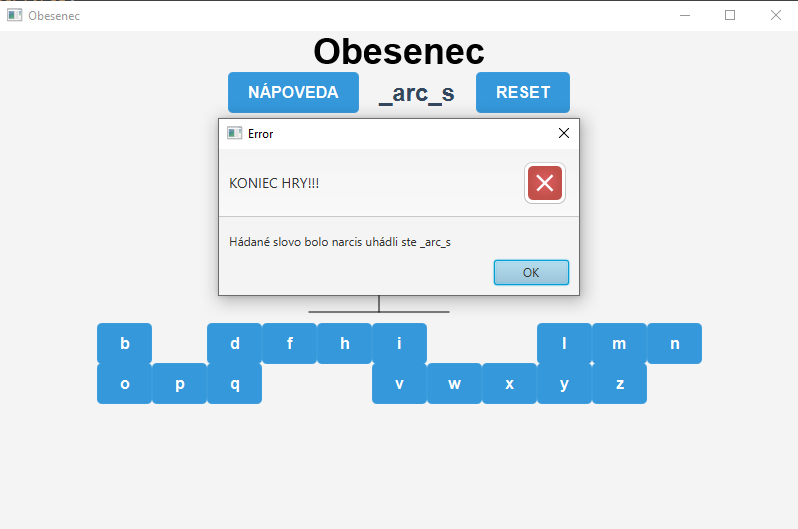 Obesenec
Obesenec
NÁPOVEDA _arc_s RESET
Error
KONIEC HRY!!!
Hádané slovo bolo narcis uhádli ste _arc_s
OK
b d f h i l m n
o p q v w x y z